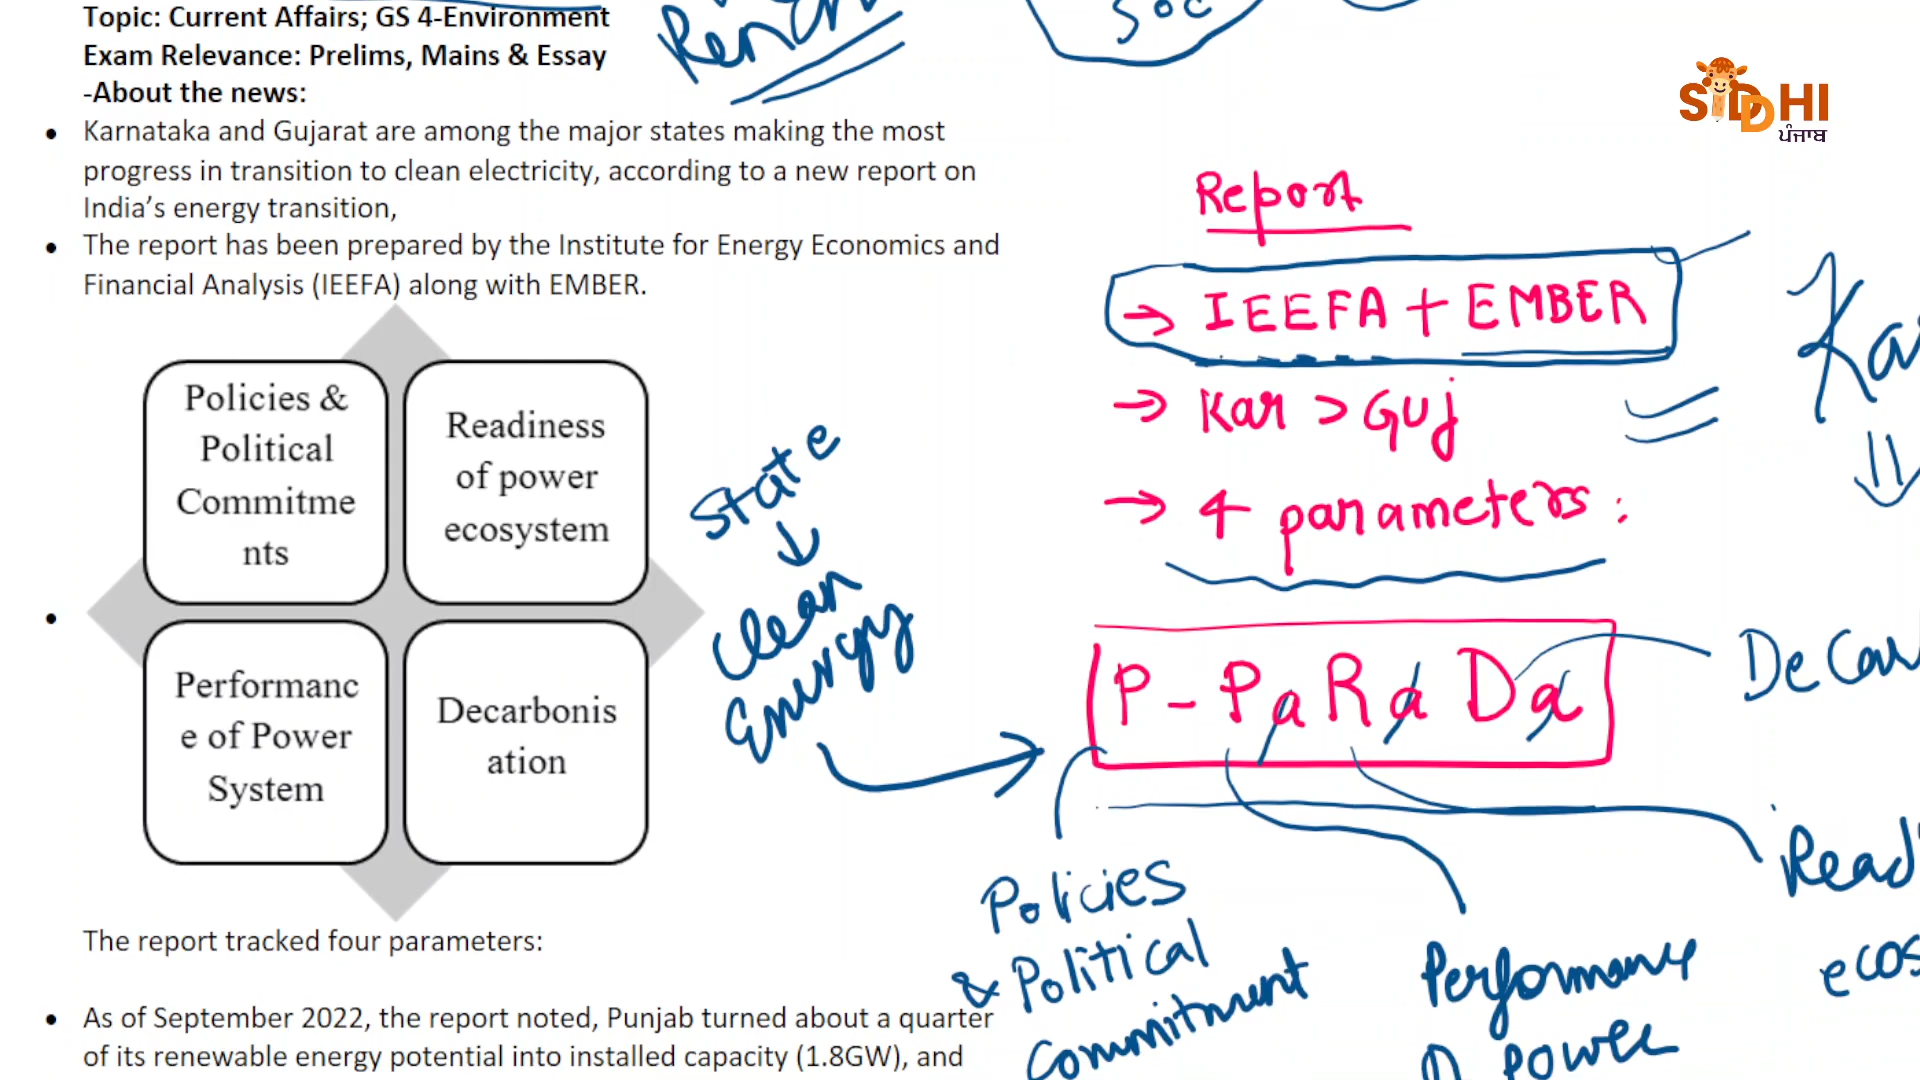 Topic: Current Affairs; GS 4-Environment
Exam Relevance: Prelims, Mains & Essay
-About the news:
• Karnataka and Gujarat are among the major states making the most
progress in transition to clean electricity, according to a new report on
India’s energy transition,
• The report has been prepared by the Institute for Energy Economics and
Financial Analysis (IEEFA) along with EMBER.
Policies &
Political
Commitme
nts
Readiness
of power
ecosystem
Performanc
e of Power
System
Decarbonis
ation
The report tracked four parameters:
• As of September 2022, the report noted, Punjab turned about a quarter
of its renewable energy potential into installed capacity (1.8GW), and
State
↓
Clean
Energy
SIDDHI
ਪੰਜਾਬ
Report
→ IEEFA + EMBER
→ Kar > Guj
→ 4 parameters:
P - PaRa Da
Policies
& Political
Commitment
Performance
Power